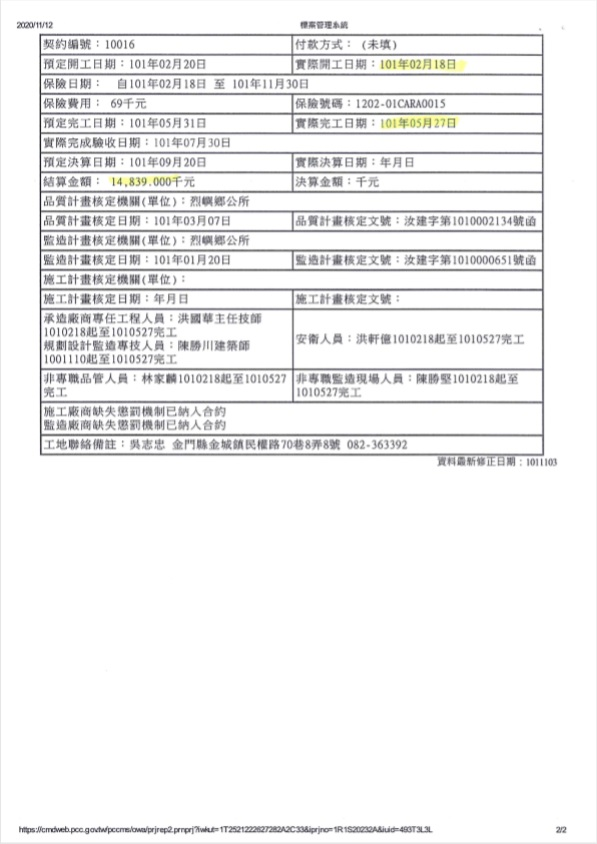 2020/11/12 標案管理系統
契約編號：10016 付款方式：(未填)
預定開工日期：101年02月20日 實際開工日期：101年02月18日
保險日期： 自101年02月18日 至 101年11月30日
保險費用： 69千元 保險號碼：1202-01CARA0015
預定完工日期：101年05月31日 實際完工日期：101年05月27日
實際完成驗收日期：101年07月30日
預定決算日期：101年09月20日 實際決算日期：年月日
結算金額： 14,839.000千元 決算金額：千元
品質計畫核定機關(單位)：烈嶼鄉公所
品質計畫核定日期：101年03月07日 品質計畫核定文號：汝建字第1010002134號函
監造計畫核定機關(單位)：烈嶼鄉公所
監造計畫核定日期：101年01月20日 監造計畫核定文號：汝建字第1010000651號函
施工計畫核定機關(單位)：
施工計畫核定日期：年月日 施工計畫核定文號：
承造廠商專任工程人員：洪國華主任技師
1010218起至1010527完工
規劃設計監造專技人員：陳勝川建築師
1001110起至1010527完工
安衛人員：洪軒億1010218起至1010527完工
非專職品管人員：林家麟1010218起至1010527
完工
非專職監造現場人員：陳勝堅1010218起至
1010527完工
施工廠商缺失懲罰機制已納入合約
監造廠商缺失懲罰機制已納入合約
工地聯絡備註：吳志忠 金門縣金城鎮民權路70巷8弄8號 082-363392
資料最新修正日期：1011103
https://cmdweb.pcc.gov.tw/pccms/owa/prjrep2.prnprj?iwkut=1T2521222627282A2C33&iprjno=1R1S20232A&iuid=493T3L3L 2/2